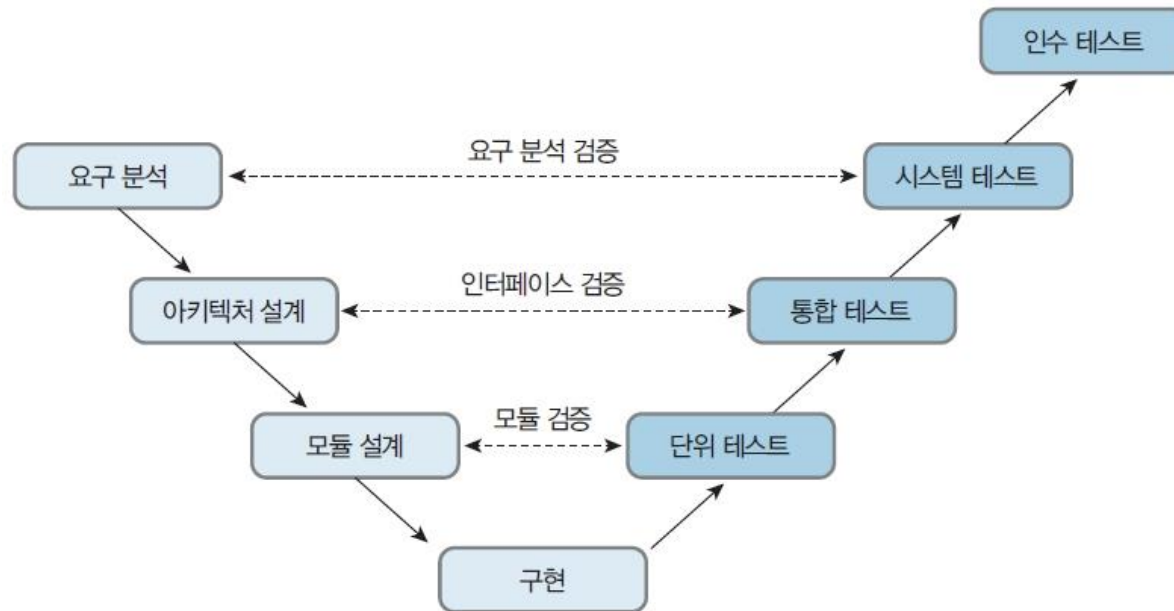 인수 테스트
요구 분석 검증
요구 분석
시스템 테스트
인터페이스 검증
아키텍처 설계
통합 테스트
모듈 검증
모듈 설계
단위 테스트
구현